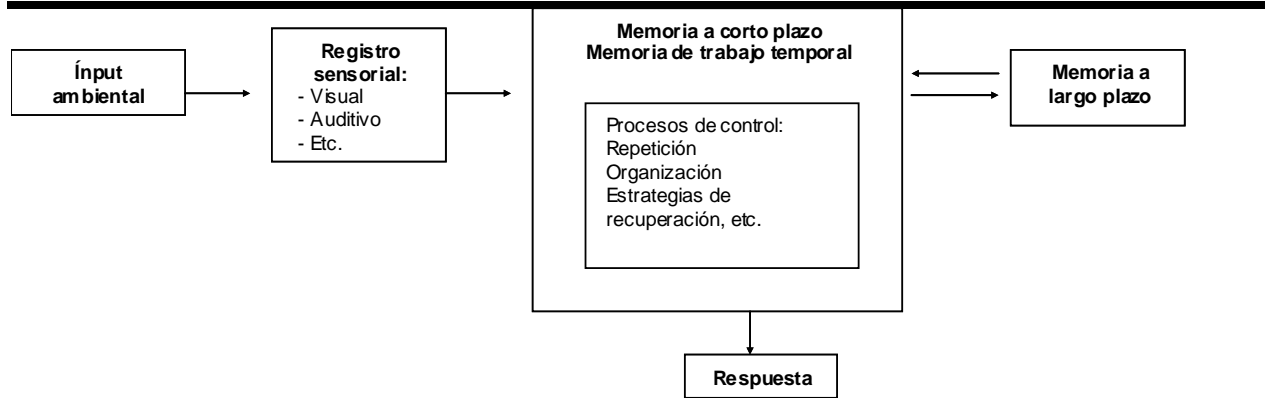 Ínput
ambiental
Registro
sensorial:
- Visual
- Auditivo
- Etc.
Memoria a corto plazo
Memoria de trabajo temporal
Procesos de control:
Repetición
Organización
Estrategias de
recuperación, etc.
Memoria a
largo plazo
Respuesta